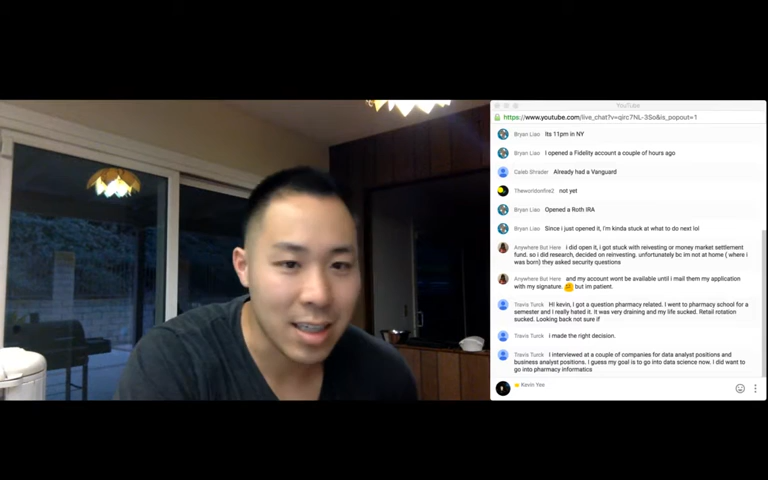 YouTube
https://www.youtube.com/live_chat?v=qirc7NL-3So&is_popout=1
Bryan Liao Its 11pm in NY
Bryan Liao I opened a Fidelity account a couple of hours ago
Caleb Shrader Already had a Vanguard
Theworldonfire2 not yet
Bryan Liao Opened a Roth IRA
Bryan Liao Since i just opened it, i'm kinda stuck at what to do next lol
Anywhere But Here i did open it, i got stuck with reivesting or money market settlement
fund. so i did research, decided on reinvesting. unfortunately bc im not at home ( where i
was born) they asked security questions
Anywhere But Here and my account wont be available until i mail them my application
with my signature. but im patient.
Travis Turck Hi kevin, I got a question pharmacy related. I went to pharmacy school for a
semester and I really hated it. It was very draining and my life sucked. Retail rotation
sucked. Looking back not sure if
Travis Turck i made the right decision.
Travis Turck I interviewed at a couple of companies for data analyst positions and
business analyst positions. I guess my goal is to go into data science now. I did want to
go into pharmacy informatics
Kevin Yee